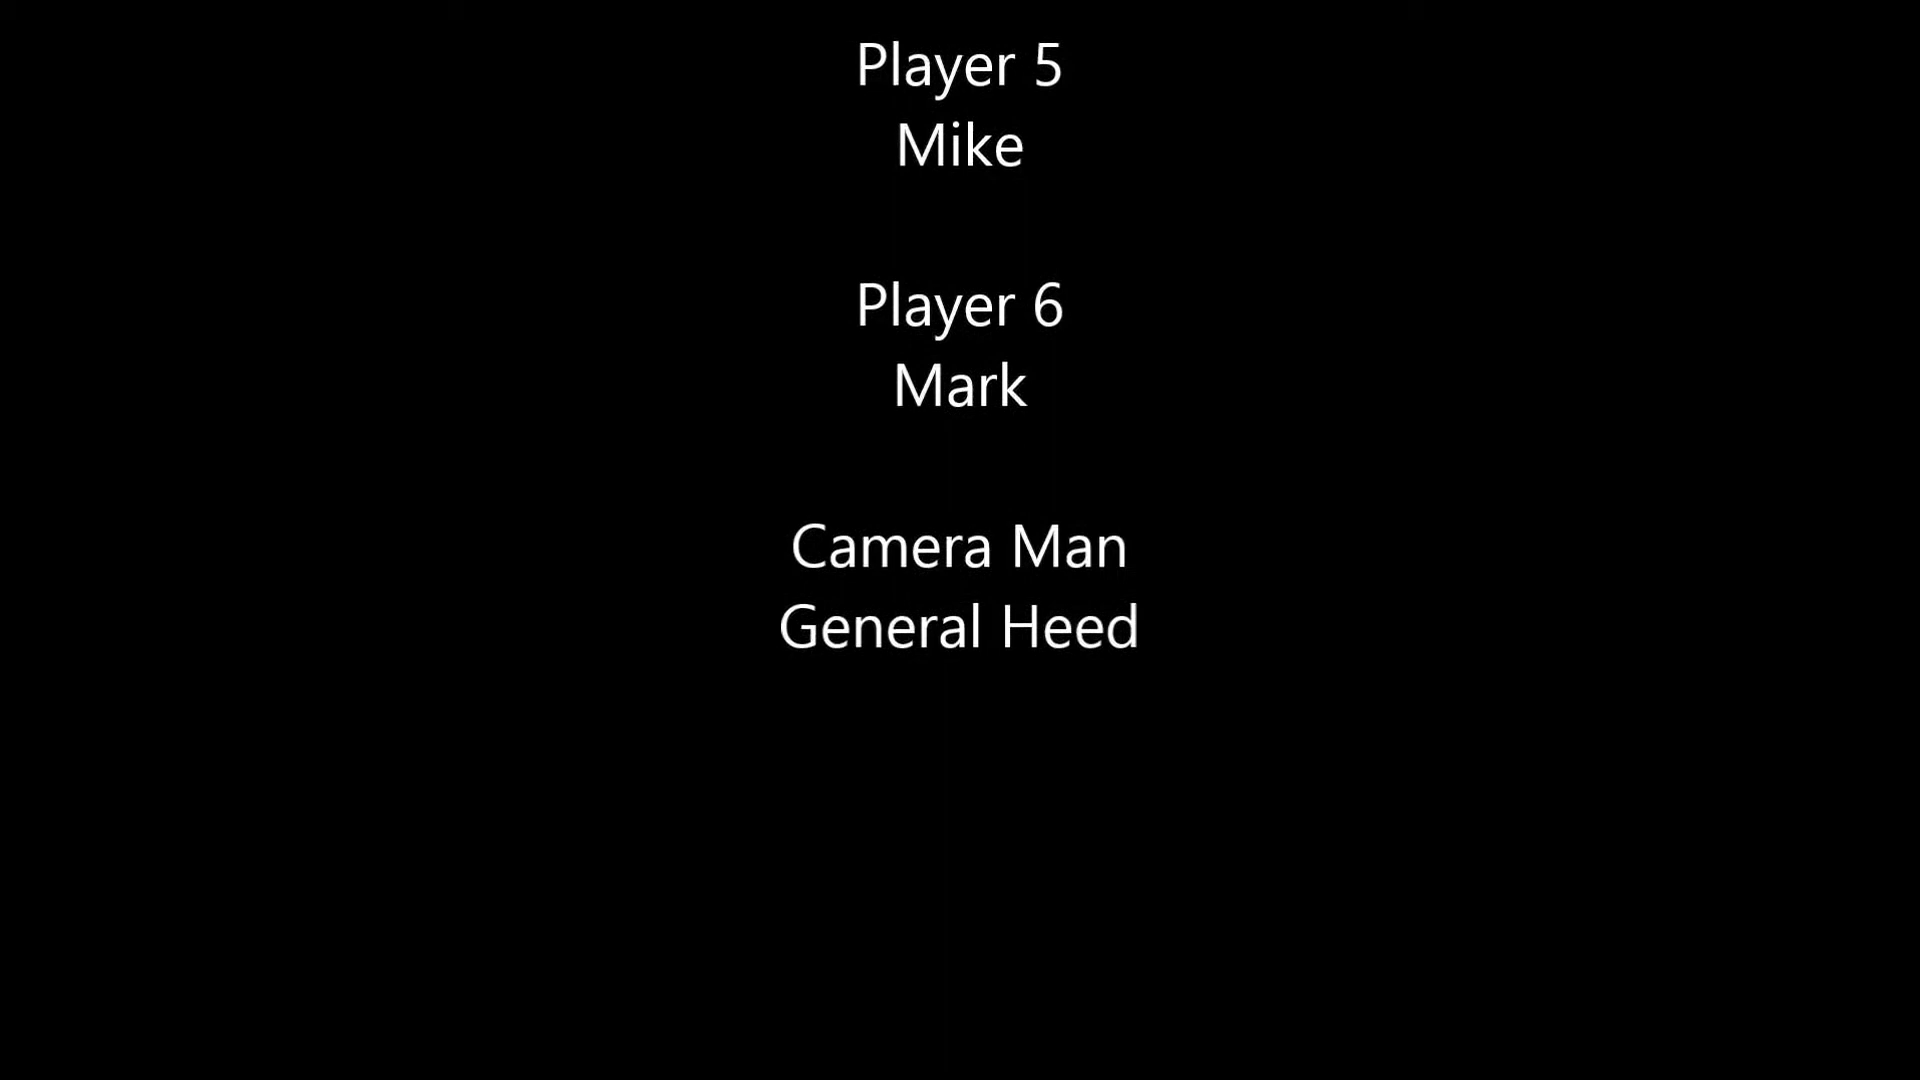 Player 5
Mike
Player 6
Mark
Camera Man
General Heed